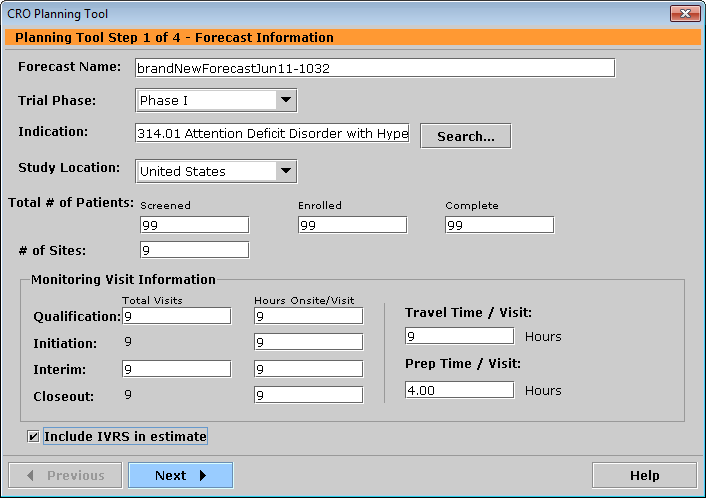 CRO Planning Tool
Planning Tool Step 1 of 4 - Forecast Information
Forecast Name: brandNewForecastJun11-1032
Trial Phase: Phase I
Indication: 314.01 Attention Deficit Disorder with Hype Search...
Study Location: United States
Total # of Patients: Screened Enrolled Complete
99 99 99
# of Sites: 9
Monitoring Visit Information
Total Visits Hours Onsite/Visit
Qualification: 9 9
Travel Time / Visit:
9 Hours
Initiation: 9 9
Interim: 9 9
Prep Time / Visit:
4.00 Hours
Closeout: 9 9
Include IVRS in estimate
Previous Next Help